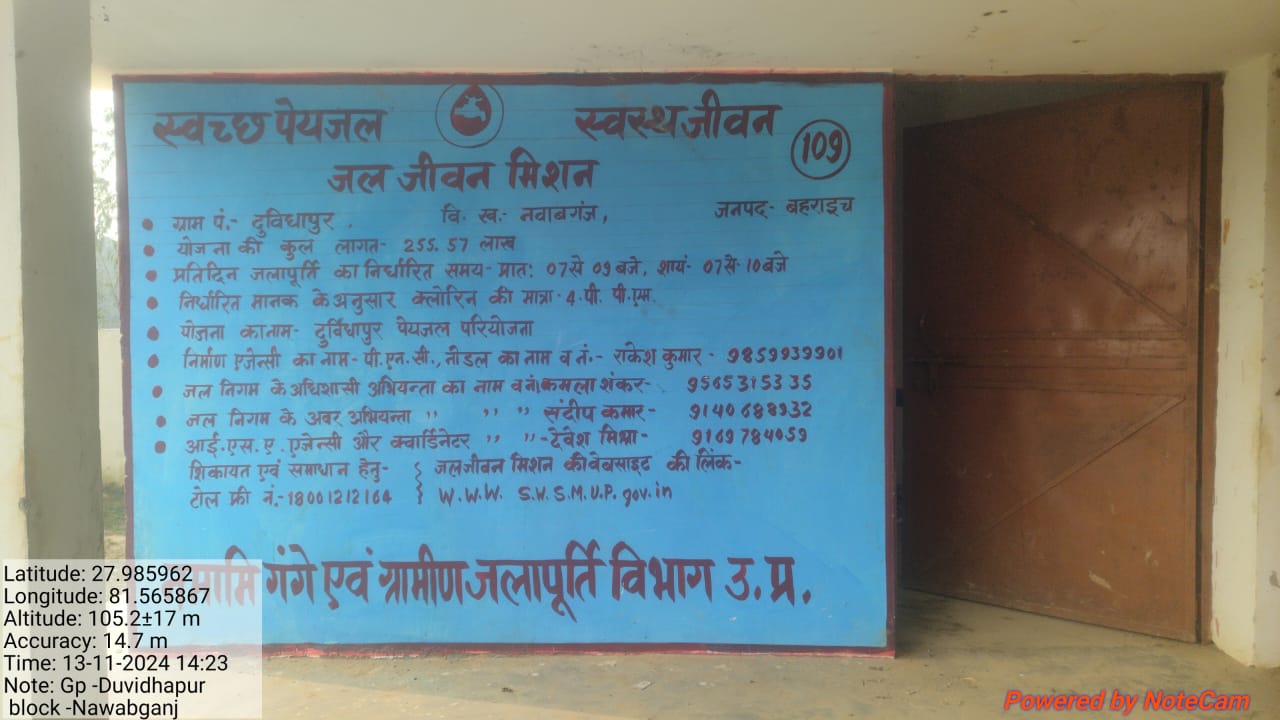 स्वच्छ पेयजल स्वस्थ जीवन
109
जल जीवन मिशन
ग्राम पं.- दुविधापुर . वि. ख.- नवाबगंज, जनपद- बहराइच
योजना की कुल लागत- 255.57 लाख
प्रतिदिन जलापूर्ति का निर्धारित समय- प्रात: 07 से 09 बजे, शायं- 07 से 10 बजे
निर्धारित मानक के अनुसार क्लोरिन की मात्रा- 4.पी. पी.एम.
योजना का नाम- दुर्विधापुर पेयजल परियोजना
निर्माण एजेन्सी का नाम- पी.एन.सी., नोडल का नाम व नं.- राकेश कुमार - 9859939901
जल निगम के अधिशासी अभियन्ता का नाम व नं. कमला शंकर- 9565315335
जल निगम के अवर अभियन्ता " " " संदीप कुमार- 9140688932
आई.एस.ए. एजेन्सी और क्वार्डिनेटर " "-देवेश मिश्रा- 9169784059
शिकायत एवं समाधान हेतु- { जलजीवन मिशन की वेबसाइट की लिंक-
टोल फ्री नं.- 18001212164 W.W.W. S.W.S.M.U.P. gov.in
नमामि गंगे एवं ग्रामीण जलापूर्ति विभाग उ.प्र.
Latitude: 27.985962
Longitude: 81.565867
Altitude: 105.2±17 m
Accuracy: 14.7 m
Time: 13-11-2024 14:23
Note: Gp -Duvidhapur
block -Nawabganj
Powered by NoteCam